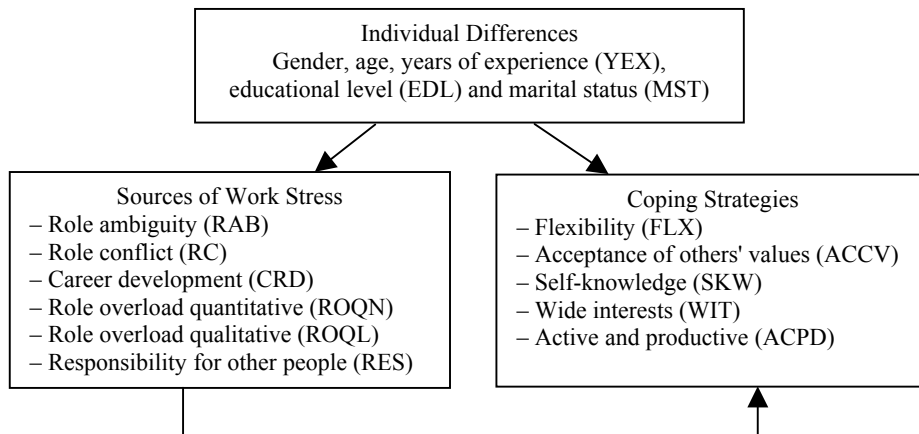 Individual Differences
Gender, age, years of experience (YEX),
educational level (EDL) and marital status (MST)
Sources of Work Stress
– Role ambiguity (RAB)
– Role conflict (RC)
– Career development (CRD)
– Role overload quantitative (ROQN)
– Role overload qualitative (ROQL)
– Responsibility for other people (RES)
Coping Strategies
– Flexibility (FLX)
– Acceptance of others' values (ACCV)
– Self-knowledge (SKW)
– Wide interests (WIT)
– Active and productive (ACPD)